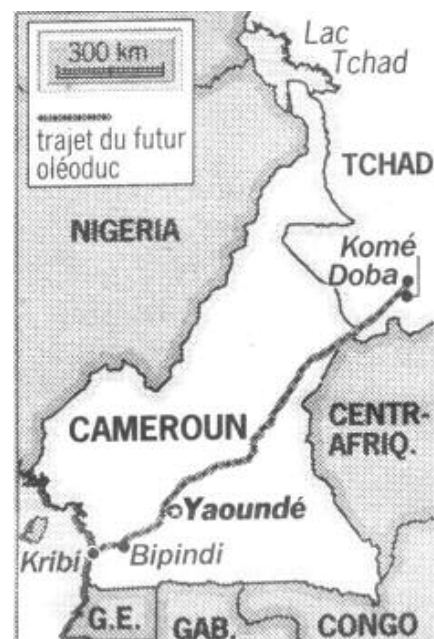 300 km
trajet du futur
oléoduc
Lac
Tchad
TCHAD
NIGERIA
Komé
Doba
CAMEROUN
CENTR-
AFRIQ.
Yaoundé
Kribi
Bipindi
G.E.
GAB.
CONGO